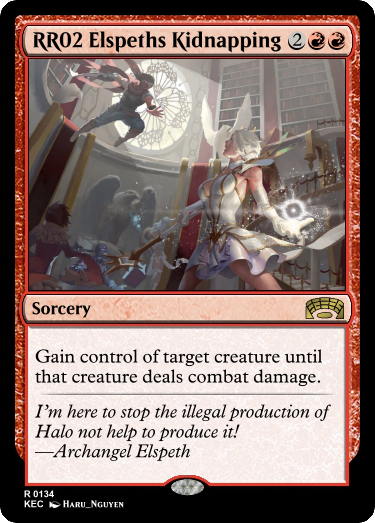 RR02 Elspeths Kidnapping 2
Sorcery
Gain control of target creature until
that creature deals combat damage.
I'm here to stop the illegal production of
Halo not help to produce it!
—Archangel Elspeth
R 0134
KEC Haru_Nguyen